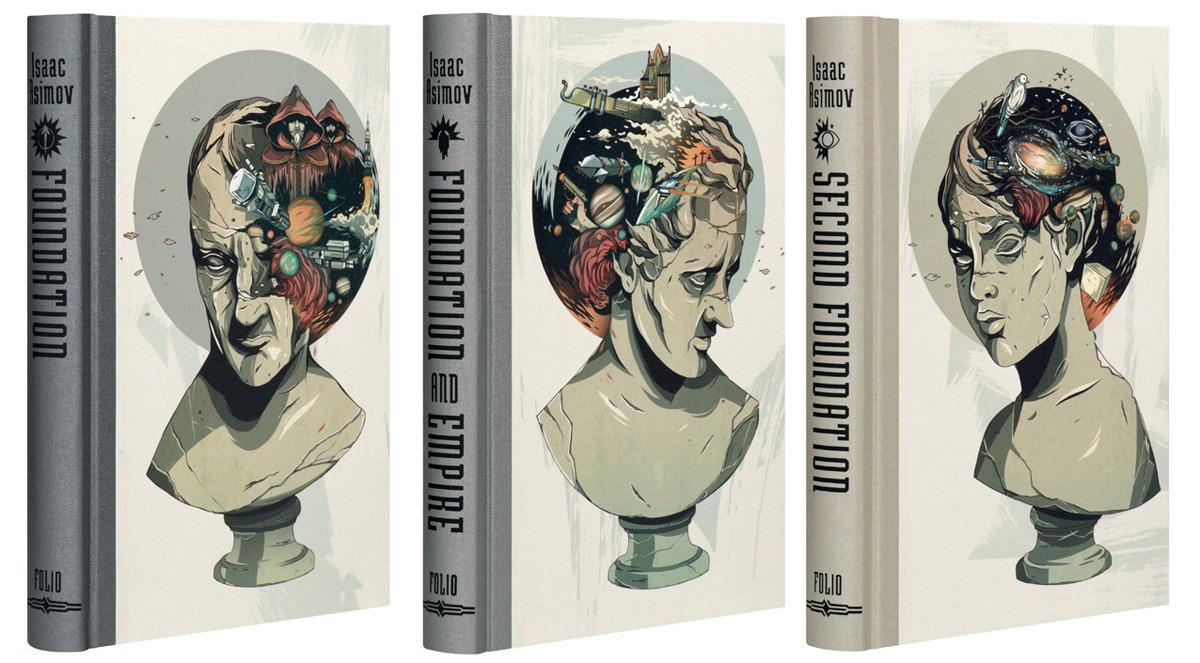 Isaac
Asimov
FOUNDATION
FOLIO
Isaac
Asimov
FOUNDATION AND EMPIRE
FOLIO
Isaac
Asimov
SECOND FOUNDATION
FOLIO